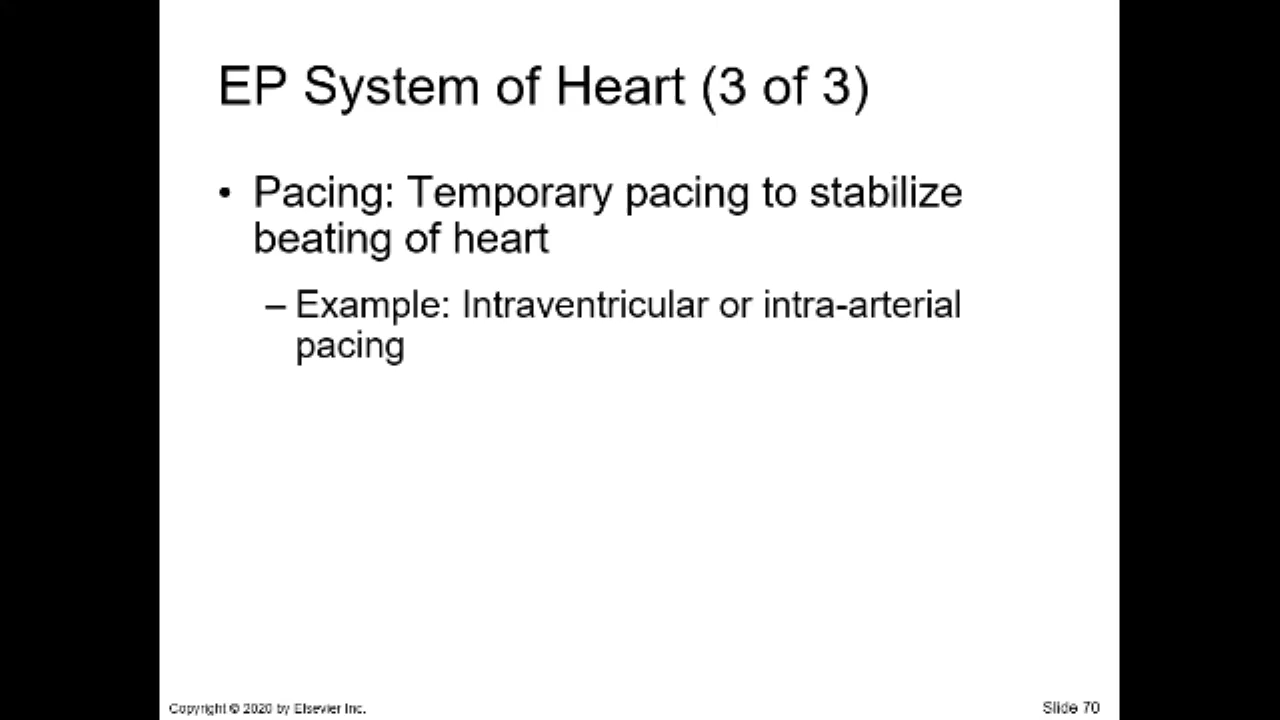 EP System of Heart (3 of 3)
• Pacing: Temporary pacing to stabilize
beating of heart
– Example: Intraventricular or intra-arterial
pacing
Copyright © 2020 by Elsevier Inc.
Slide 70